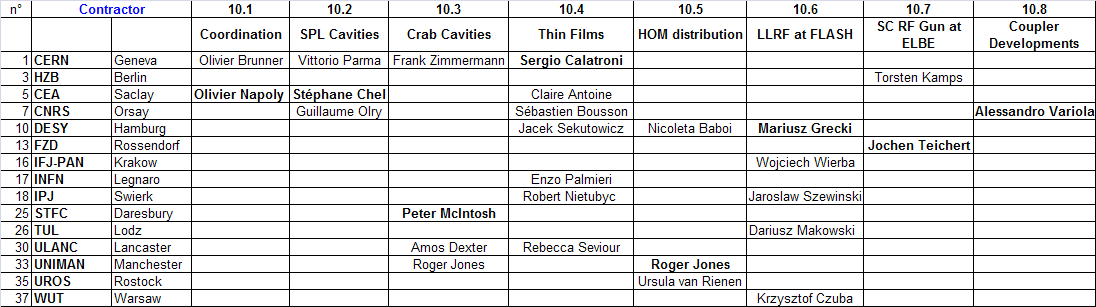 n° Contractor 10.1 10.2 10.3 10.4 10.5 10.6 10.7 10.8
Coordination SPL Cavities Crab Cavities Thin Films HOM distribution LLRF at FLASH SC RF Gun at ELBE Coupler Developments
1 CERN Geneva Olivier Brunner Vittorio Parma Frank Zimmermann Sergio Calatroni
3 HZB Berlin Torsten Kamps
5 CEA Saclay Olivier Napoly Stéphane Chel Claire Antoine
7 CNRS Orsay Guillaume Olry Sébastien Bousson Alessandro Variola
10 DESY Hamburg Jacek Sekutowicz Nicoleta Baboi Mariusz Grecki
13 FZD Rossendorf Jochen Teichert
16 IFJ-PAN Krakow Wojciech Wierba
17 INFN Legnaro Enzo Palmieri
18 IPJ Swierk Robert Nietubyc Jaroslaw Szewinski
25 STFC Daresbury Peter McIntosh
26 TUL Lodz Dariusz Makowski
30 ULANC Lancaster Amos Dexter Rebecca Seviour
33 UNIMAN Manchester Roger Jones Roger Jones
35 UROS Rostock Ursula van Rienen
37 WUT Warsaw Krzysztof Czuba